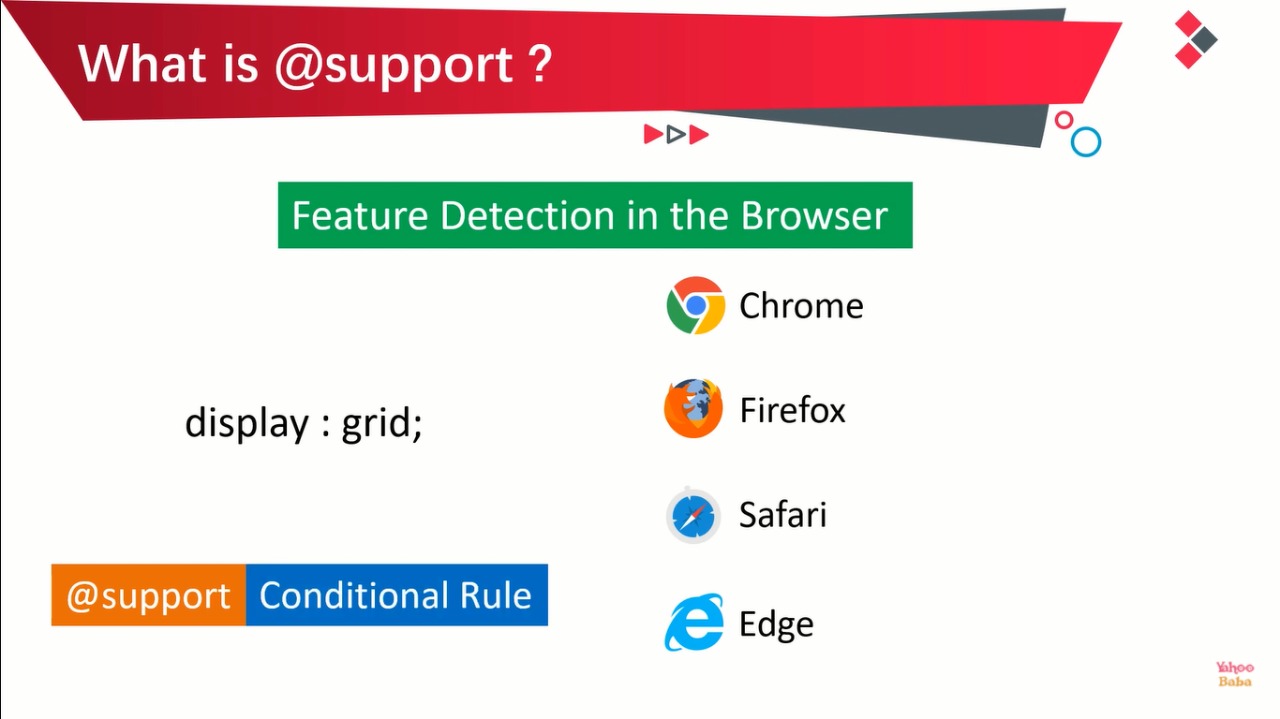 What is @support ?
Feature Detection in the Browser
Chrome
display : grid;
Firefox
Safari
@support Conditional Rule
Edge
Yahoo
Baba